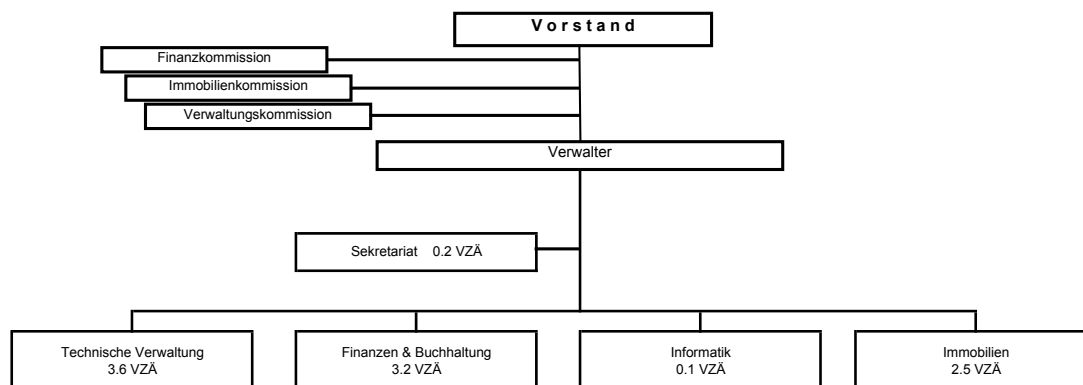 Vorstand
Finanzkommission
Immobilienkommission
Verwaltungskommission
Verwalter
Sekretariat 0.2 VZÄ
Technische Verwaltung
3.6 VZÄ
Finanzen & Buchhaltung
3.2 VZÄ
Informatik
0.1 VZÄ
Immobilien
2.5 VZÄ